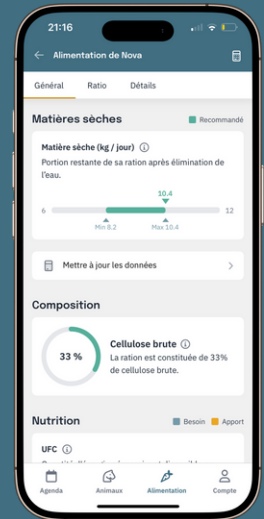 21:16
Alimentation de Nova
Général Ratio Détails
Matières sèches Recommandé
Matière sèche (kg / jour)
Portion restante de sa ration après élimination de
l'eau.
10.4
6 12
Min 8.2 Max 10.4
Mettre à jour les données
Composition
33 %
Cellulose brute
La ration est constituée de 33%
de cellulose brute.
Nutrition Besoin Apport
UFC
Agenda Animaux Alimentation Compte